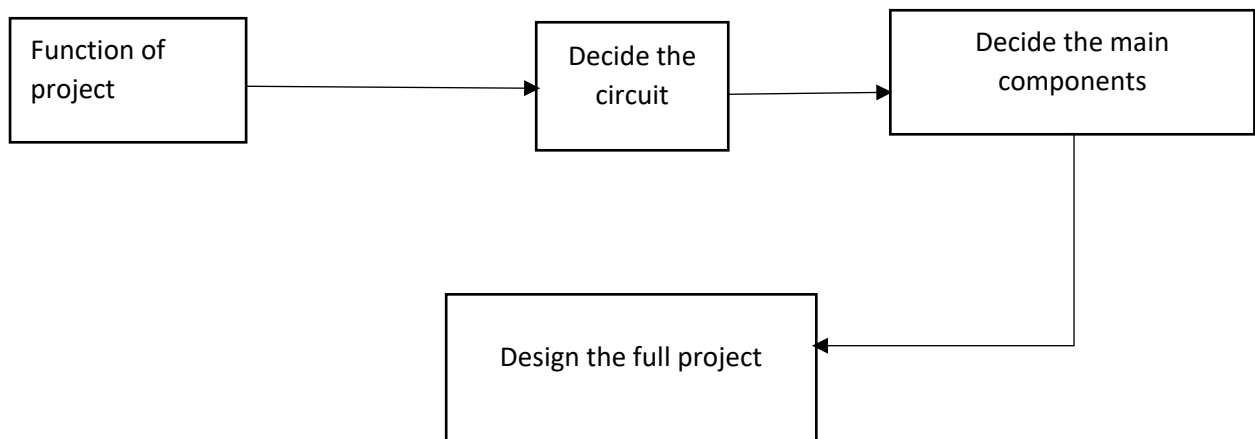 Function of
project
Decide the
circuit
Decide the main
components
Design the full project